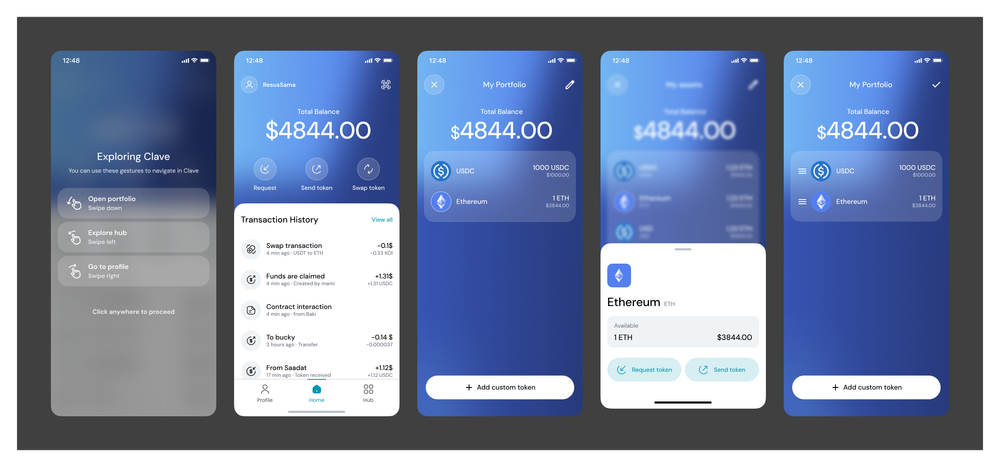 12:48
Exploring Clave
You can use these gestures to navigate in Clave
Open portfolio
Swipe down
Explore hub
Swipe left
Go to profile
Swipe right
Click anywhere to proceed
12:48
ResusSama
Total Balance
$4844.00
Request
Send token
Swap token
Transaction History
View all
Swap transaction
-0.1$
4 min ago · USDT to ETH
-0.33 ROI
Funds are claimed
+1.31$
4 min ago · Created by mami
+1.31 USDC
Contract interaction
4 min ago · from Baki
To bucky
-0.14 $
3 hours ago · Transfer
-0.000037
From Saadat
+1.12$
17 min ago · Token received
+1.12 USDC
Profile
Home
Hub
12:48
My Portfolio
Total Balance
$4844.00
USDC
1000 USDC
$1000.00
Ethereum
1 ETH
$3844.00
+ Add custom token
12:48
My assets
Total Balance
$4844.00
Ethereum ETH
Available
1 ETH
$3844.00
Request token
Send token
12:48
My Portfolio
Total Balance
$4844.00
USDC
1000 USDC
$1000.00
Ethereum
1 ETH
$3844.00
+ Add custom token